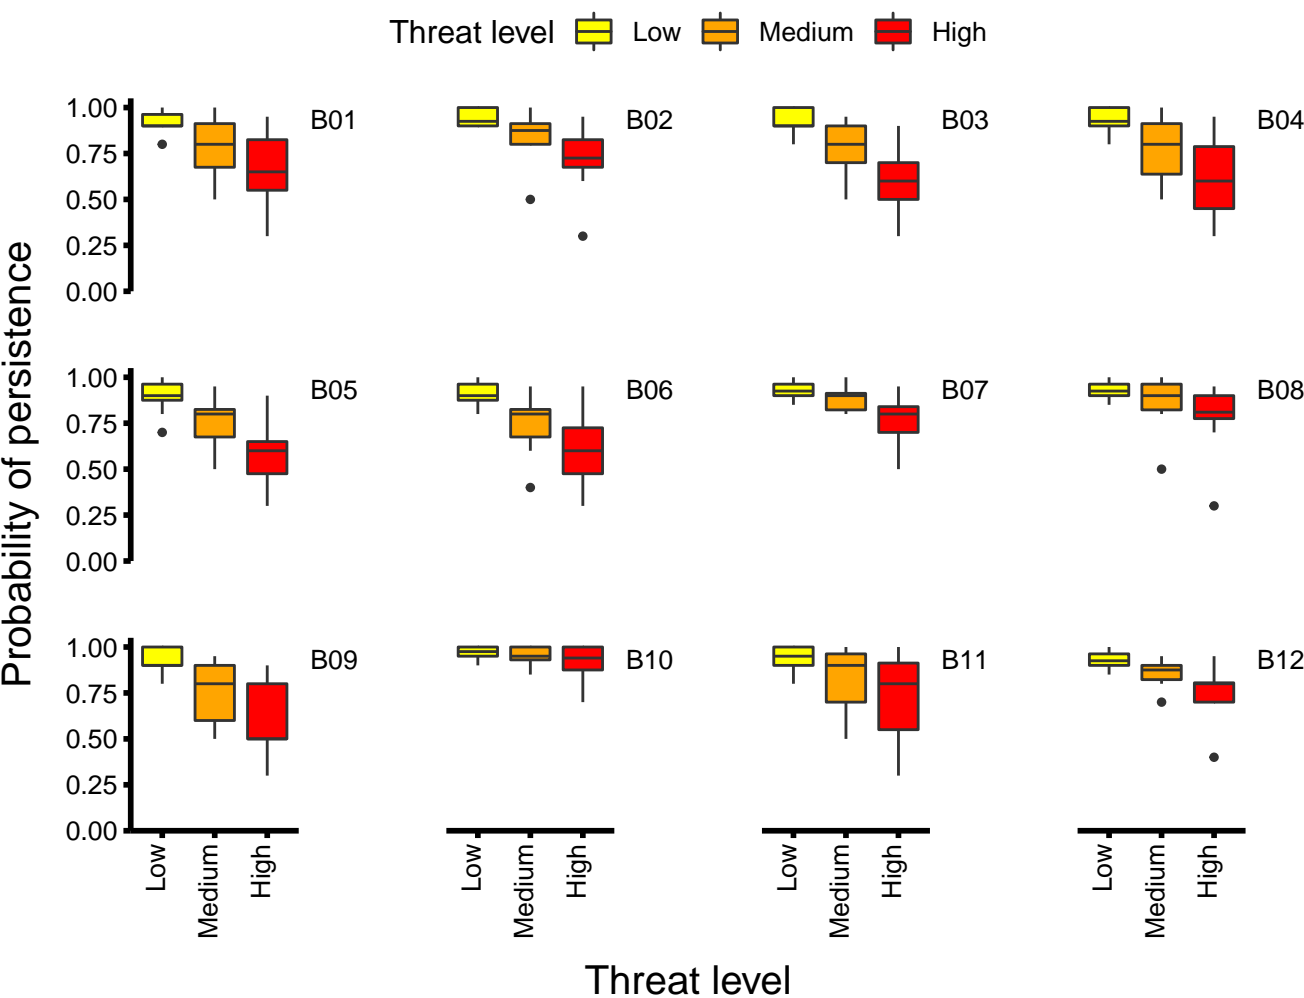 Threat level Low Medium High
1.00 0.75 0.50 0.25 0.00 B01 B02 B03 B04
1.00 0.75 0.50 0.25 0.00 B05 B06 B07 B08
1.00 0.75 0.50 0.25 0.00 B09 B10 B11 B12
Probability of persistence
Low Medium High Low Medium High Low Medium High Low Medium High
Threat level